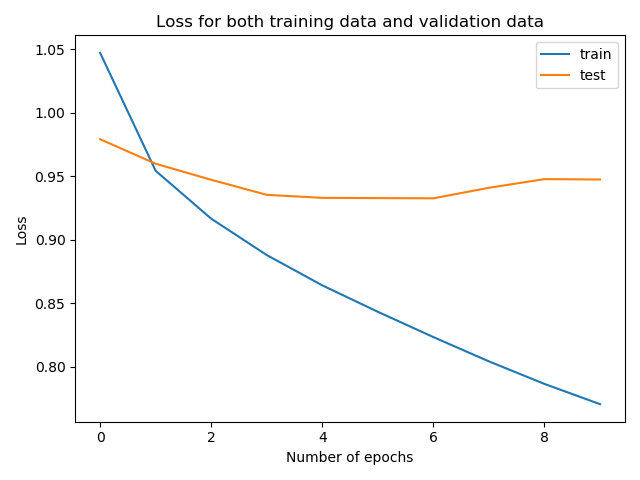 Loss for both training data and validation data
train
test
1.05
1.00
0.95
0.90
0.85
0.80
Loss
0 2 4 6 8
Number of epochs